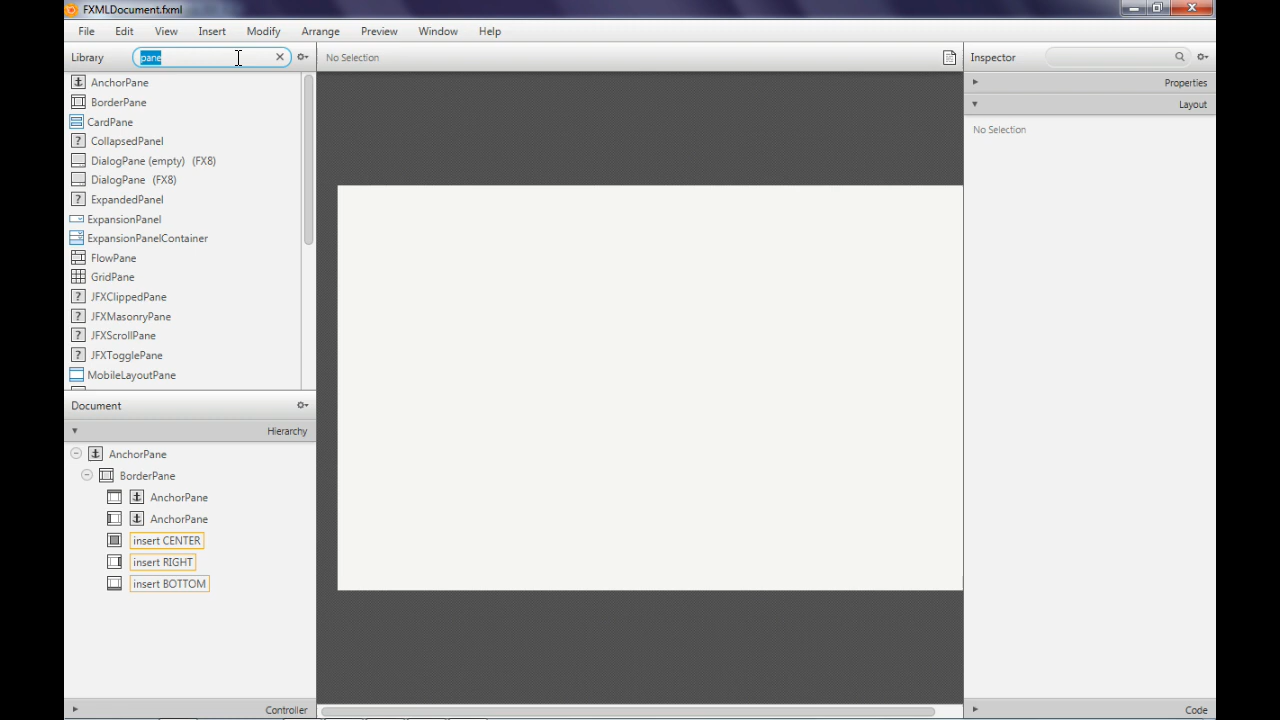 FXMLDocument.fxml
File Edit View Insert Modify Arrange Preview Window Help
Library pane No Selection Inspector
AnchorPane
BorderPane
CardPane
CollapsedPanel
DialogPane (empty) (FX8)
DialogPane (FX8)
ExpandedPanel
ExpansionPanel
ExpansionPanelContainer
FlowPane
GridPane
JFXClippedPane
JFXMasonryPane
JFXScrollPane
JFXTogglePane
MobileLayoutPane
Document
Hierarchy
AnchorPane
BorderPane
AnchorPane
AnchorPane
insert CENTER
insert RIGHT
insert BOTTOM
Controller
Properties
Layout
No Selection
Code